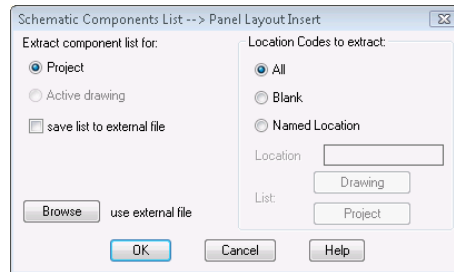 Schematic Components List --> Panel Layout Insert
Extract component list for:
Project
Active drawing
save list to external file
Browse use external file
Location Codes to extract:
All
Blank
Named Location
Location
List:
Drawing
Project
OK Cancel Help